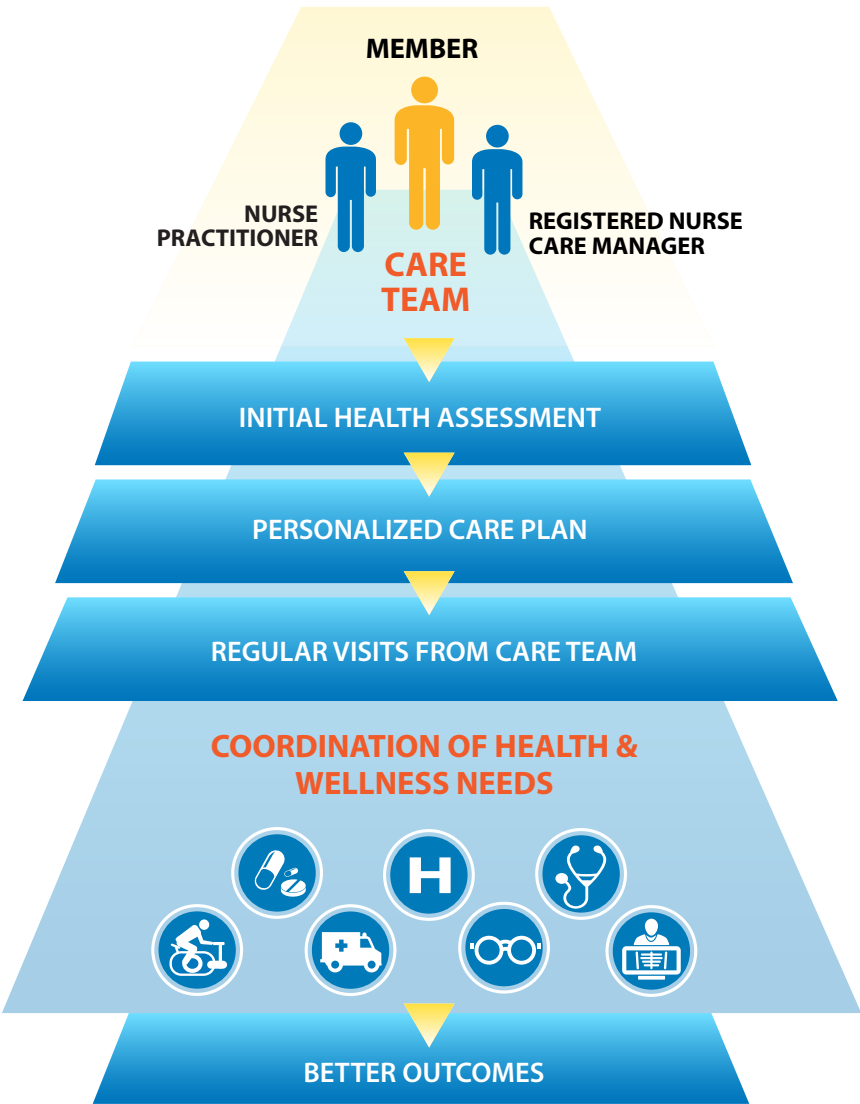 MEMBER
NURSE
PRACTITIONER
REGISTERED NURSE
CARE MANAGER
CARE
TEAM
INITIAL HEALTH ASSESSMENT
PERSONALIZED CARE PLAN
REGULAR VISITS FROM CARE TEAM
COORDINATION OF HEALTH &
WELLNESS NEEDS
H
BETTER OUTCOMES